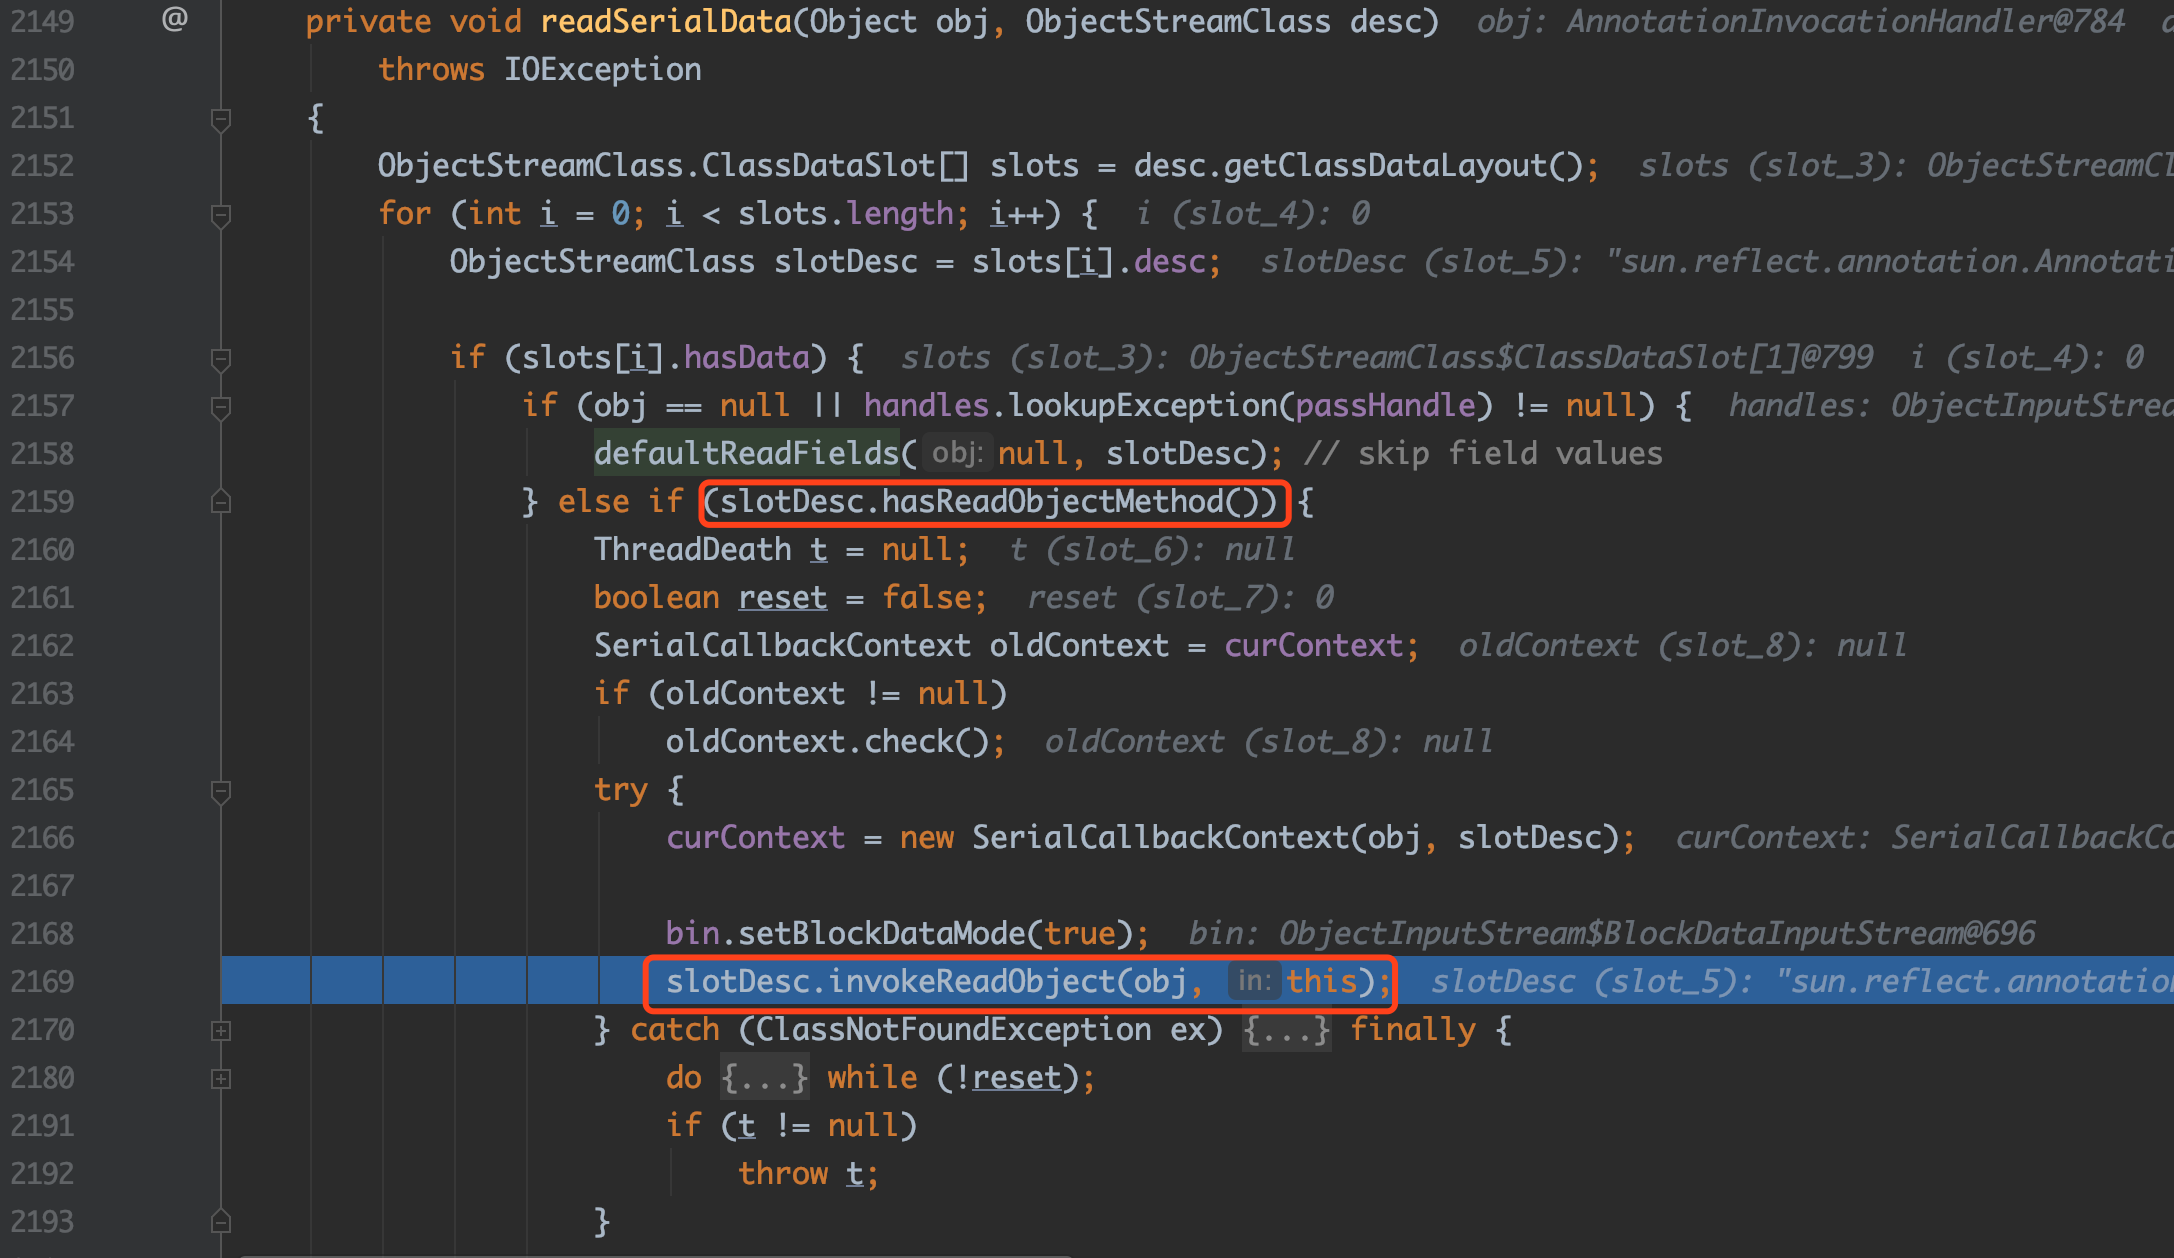 2149 @ private void readSerialData(Object obj, ObjectStreamClass desc) obj: AnnotationInvocationHandler@784
2150 throws IOException
2151 {
2152 ObjectStreamClass.ClassDataSlot[] slots = desc.getClassDataLayout(); slots (slot_3): ObjectStreamCl
2153 for (int i = 0; i < slots.length; i++) { i (slot_4): 0
2154 ObjectStreamClass slotDesc = slots[i].desc; slotDesc (slot_5): "sun.reflect.annotation.Annotati
2155
2156 if (slots[i].hasData) { slots (slot_3): ObjectStreamClass$ClassDataSlot[1]@799 i (slot_4): 0
2157 if (obj == null || handles.lookupException(passHandle) != null) { handles: ObjectInputStrea
2158 defaultReadFields( obj: null, slotDesc); // skip field values
2159 } else if (slotDesc.hasReadObjectMethod()) {
2160 ThreadDeath t = null; t (slot_6): null
2161 boolean reset = false; reset (slot_7): 0
2162 SerialCallbackContext oldContext = curContext; oldContext (slot_8): null
2163 if (oldContext != null)
2164 oldContext.check(); oldContext (slot_8): null
2165 try {
2166 curContext = new SerialCallbackContext(obj, slotDesc); curContext: SerialCallbackCo
2167
2168 bin.setBlockDataMode(true); bin: ObjectInputStream$BlockDataInputStream@696
2169 slotDesc.invokeReadObject(obj, in: this); slotDesc (slot_5): "sun.reflect.annotation
2170 } catch (ClassNotFoundException ex) {...} finally {
2180 do {...} while (!reset);
2191 if (t != null)
2192 throw t;
2193 }